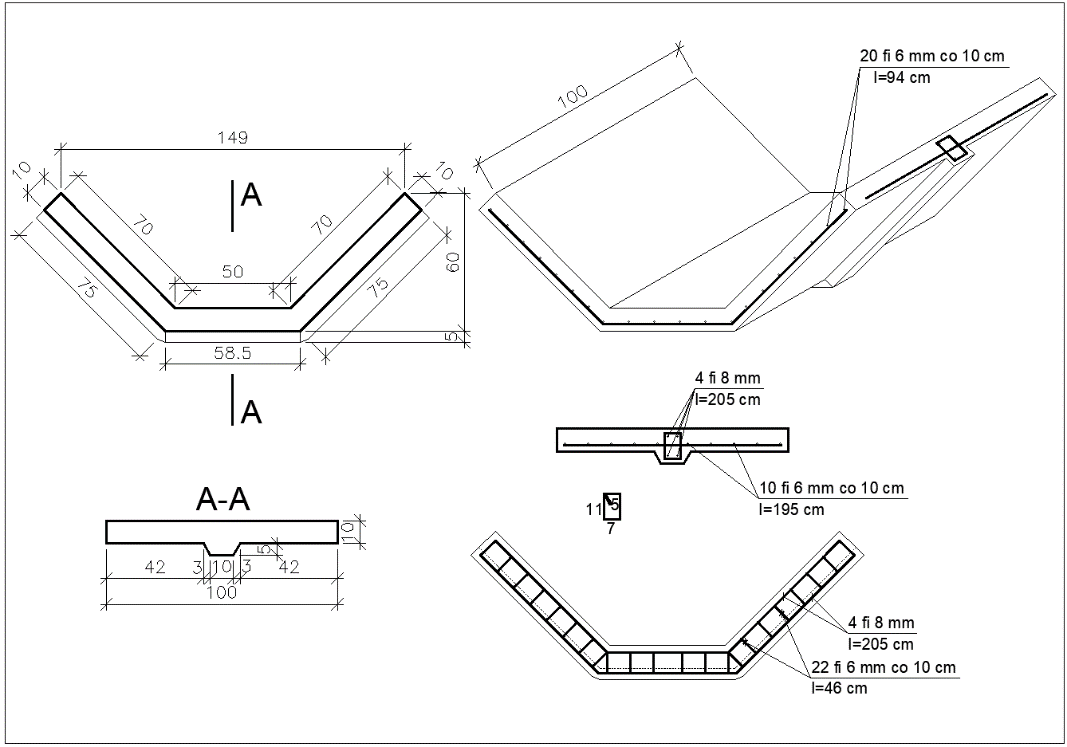 149
10
10
A
70
70
50
75
75
60
5
58.5
A
100
20 fi 6 mm co 10 cm
l=94 cm
4 fi 8 mm
l=205 cm
10 fi 6 mm co 10 cm
l=195 cm
11
5
7
A-A
10
5
42
3
10
3
42
100
4 fi 8 mm
l=205 cm
22 fi 6 mm co 10 cm
l=46 cm